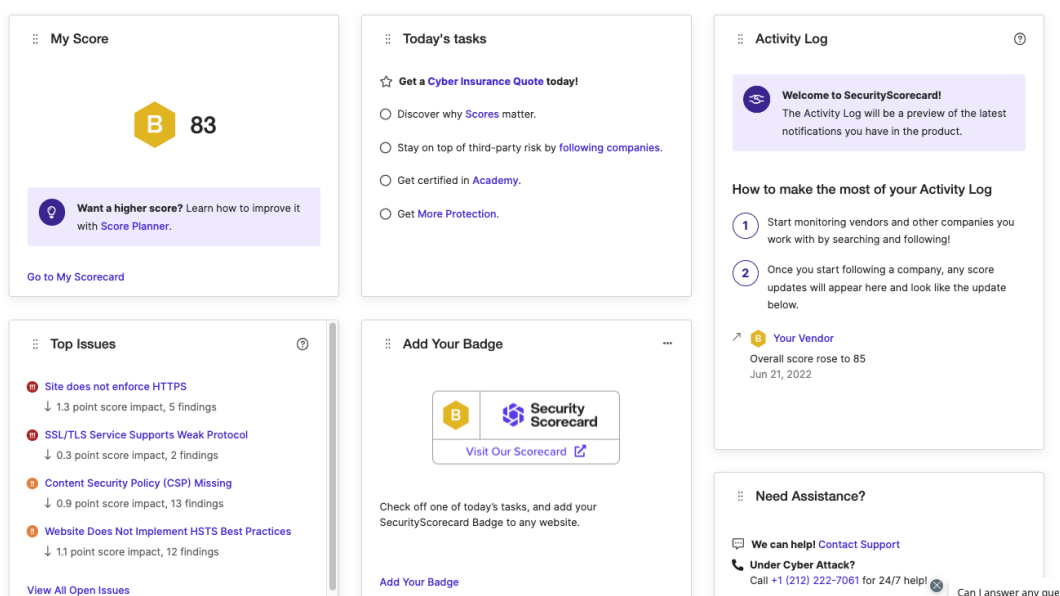 My Score
B 83
Want a higher score? Learn how to improve it
with Score Planner.
Go to My Scorecard
Today's tasks
Get a Cyber Insurance Quote today!
Discover why Scores matter.
Stay on top of third-party risk by following companies.
Get certified in Academy.
Get More Protection.
Activity Log
Welcome to SecurityScorecard!
The Activity Log will be a preview of the latest
notifications you have in the product.
How to make the most of your Activity Log
1 Start monitoring vendors and other companies you
work with by searching and following!
2 Once you start following a company, any score
updates will appear here and look like the update
below.
B Your Vendor
Overall score rose to 85
Jun 21, 2022
Top Issues
Site does not enforce HTTPS
1.3 point score impact, 5 findings
SSL/TLS Service Supports Weak Protocol
0.3 point score impact, 2 findings
Content Security Policy (CSP) Missing
0.9 point score impact, 13 findings
Website Does Not Implement HSTS Best Practices
1.1 point score impact, 12 findings
View All Open Issues
Add Your Badge
B Security
Scorecard
Visit Our Scorecard
Check off one of today's tasks, and add your
SecurityScorecard Badge to any website.
Add Your Badge
Need Assistance?
We can help! Contact Support
Under Cyber Attack?
Call +1 (212) 222-7061 for 24/7 help!
Can I answer any